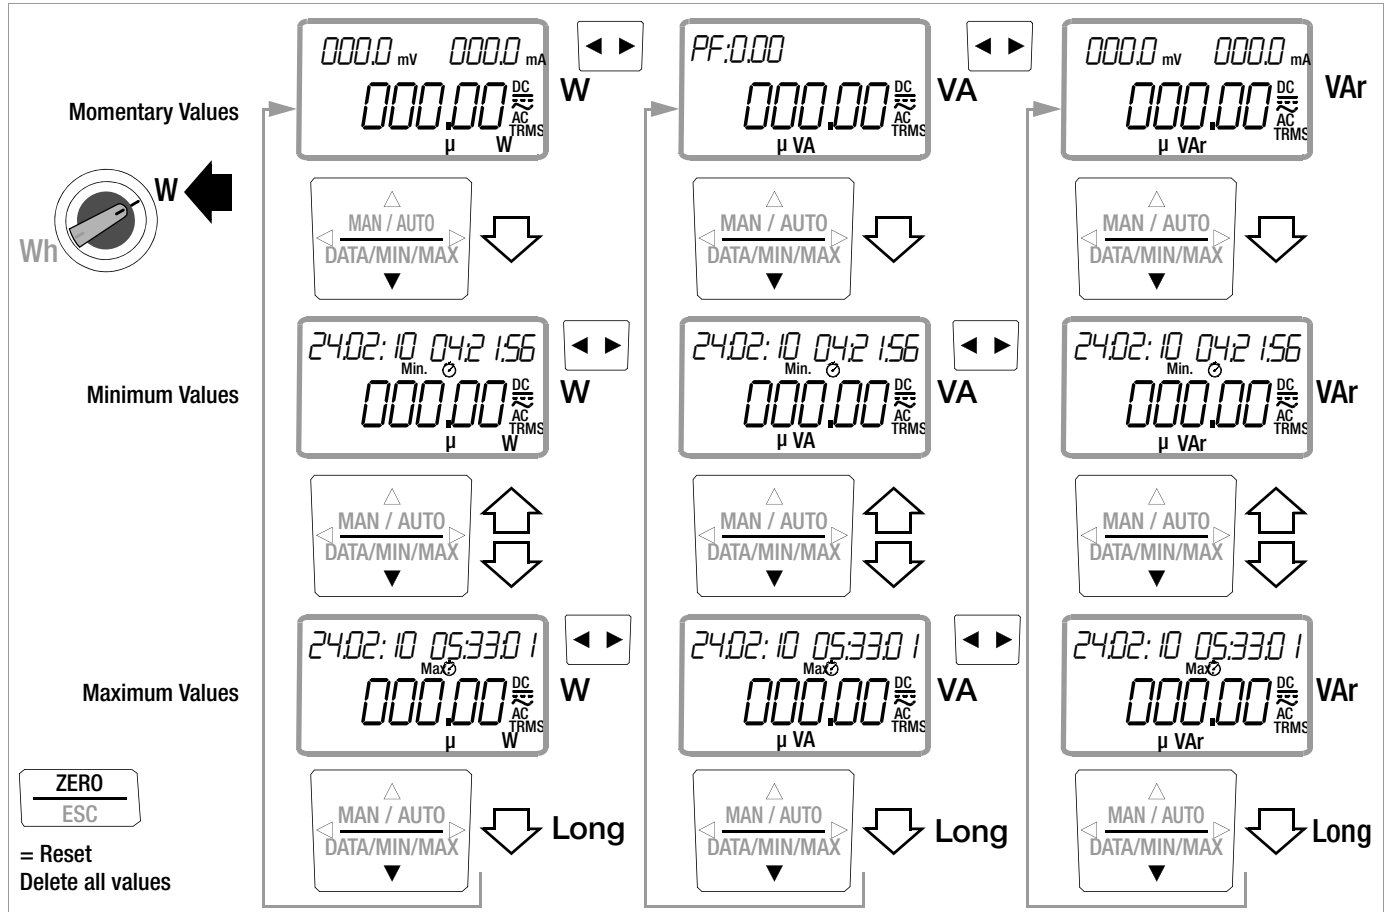 000.0 mV 000.0 mA
DC
AC
TRMS
000.00
µ W
W
◄ ►
PF:0.00
DC
AC
TRMS
000.00
µ VA
VA
◄ ►
000.0 mV 000.0 mA
DC
AC
TRMS
000.00
µ VAr
VAr
Momentary Values
W
Wh
MAN / AUTO
DATA/MIN/MAX
MAN / AUTO
DATA/MIN/MAX
MAN / AUTO
DATA/MIN/MAX
Minimum Values
24:02:10 04:21:56
Min.
DC
AC
TRMS
000.00
µ W
W
◄ ►
24:02:10 04:21:56
Min.
DC
AC
TRMS
000.00
µ VA
VA
◄ ►
24:02:10 04:21:56
Min.
DC
AC
TRMS
000.00
µ VAr
VAr
MAN / AUTO
DATA/MIN/MAX
MAN / AUTO
DATA/MIN/MAX
MAN / AUTO
DATA/MIN/MAX
Maximum Values
24:02:10 05:33:01
Max
DC
AC
TRMS
000.00
µ W
W
◄ ►
24:02:10 05:33:01
Max
DC
AC
TRMS
000.00
µ VA
VA
◄ ►
24:02:10 05:33:01
Max
DC
AC
TRMS
000.00
µ VAr
VAr
ZERO
ESC
= Reset
Delete all values
MAN / AUTO
DATA/MIN/MAX
Long
MAN / AUTO
DATA/MIN/MAX
Long
MAN / AUTO
DATA/MIN/MAX
Long